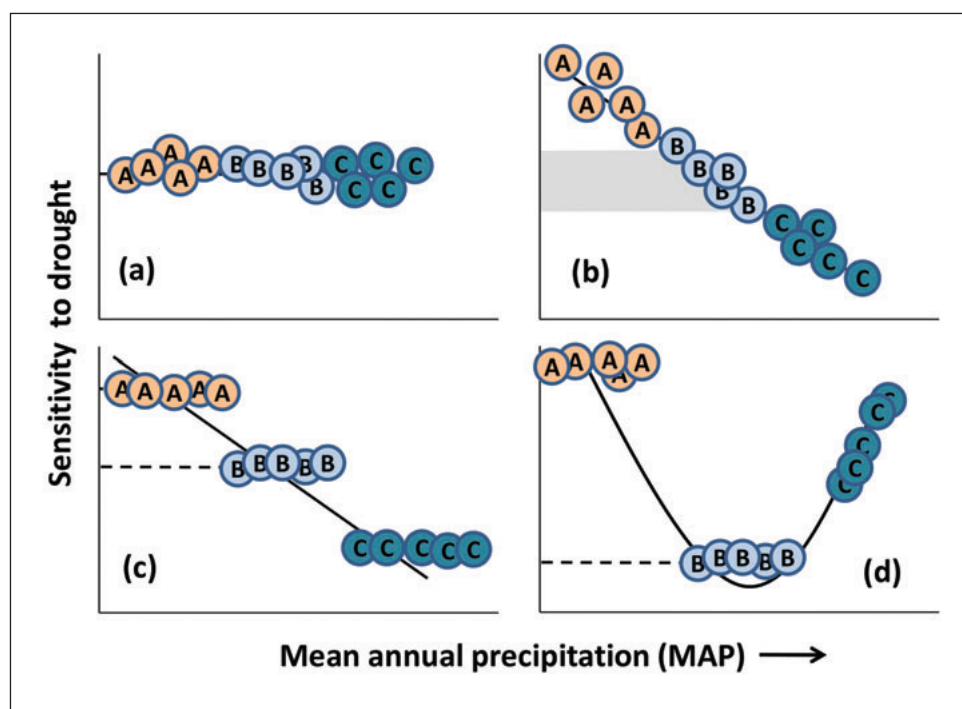 Sensitivity to drought
A A A A A B B B B B C C C C C
(a)
A A A A A B B B B B C C C C C
(b)
A A A A A B B B B B C C C C C
(c)
A A A A A B B B B B C C C C C
(d)
Mean annual precipitation (MAP)